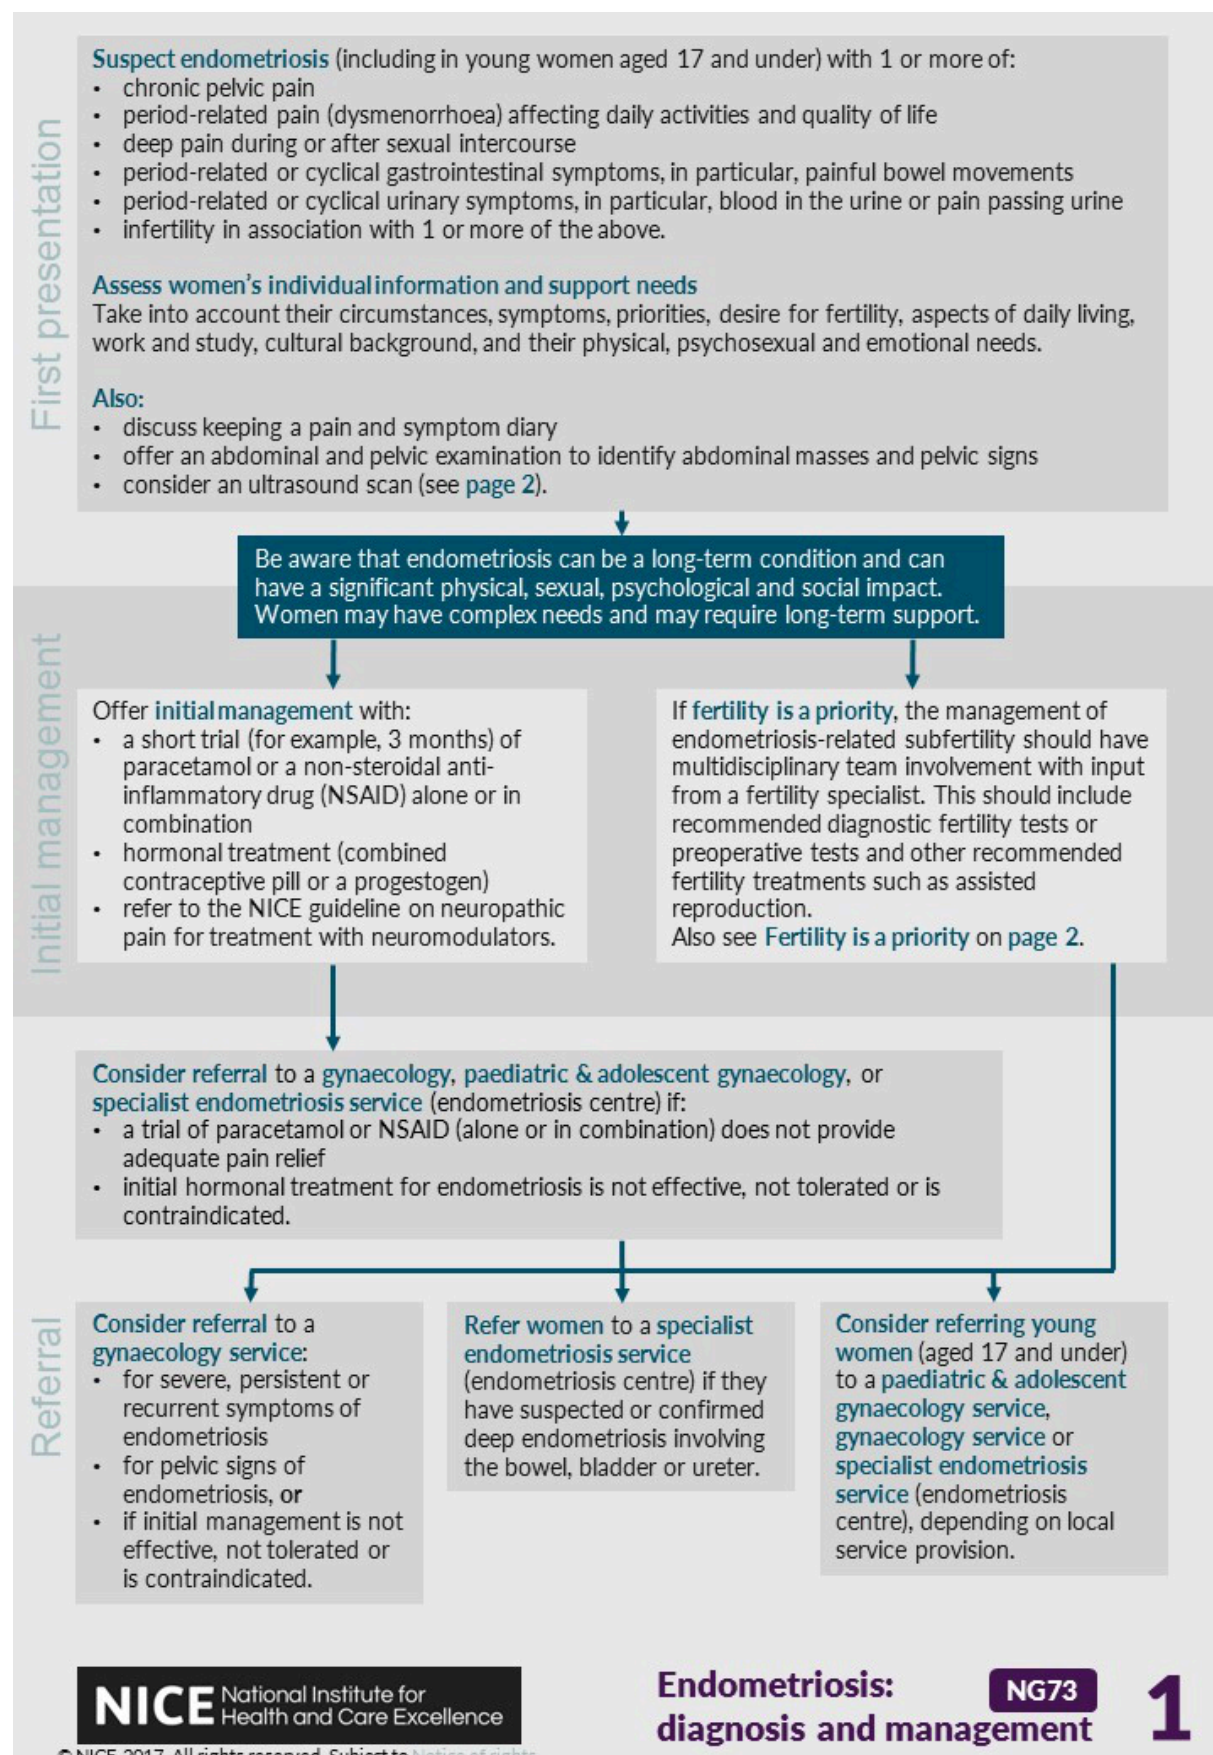 First presentation
Suspect endometriosis (including in young women aged 17 and under) with 1 or more of:
• chronic pelvic pain
• period-related pain (dysmenorrhoea) affecting daily activities and quality of life
• deep pain during or after sexual intercourse
• period-related or cyclical gastrointestinal symptoms, in particular, painful bowel movements
• period-related or cyclical urinary symptoms, in particular, blood in the urine or pain passing urine
• infertility in association with 1 or more of the above.
Assess women's individual information and support needs
Take into account their circumstances, symptoms, priorities, desire for fertility, aspects of daily living,
work and study, cultural background, and their physical, psychosexual and emotional needs.
Also:
• discuss keeping a pain and symptom diary
• offer an abdominal and pelvic examination to identify abdominal masses and pelvic signs
• consider an ultrasound scan (see page 2).
Be aware that endometriosis can be a long-term condition and can
have a significant physical, sexual, psychological and social impact.
Women may have complex needs and may require long-term support.
Initial management
Offer initial management with:
• a short trial (for example, 3 months) of
paracetamol or a non-steroidal anti-
inflammatory drug (NSAID) alone or in
combination
• hormonal treatment (combined
contraceptive pill or a progestogen)
• refer to the NICE guideline on neuropathic
pain for treatment with neuromodulators.
If fertility is a priority, the management of
endometriosis-related subfertility should have
multidisciplinary team involvement with input
from a fertility specialist. This should include
recommended diagnostic fertility tests or
preoperative tests and other recommended
fertility treatments such as assisted
reproduction.
Also see Fertility is a priority on page 2.
Referral
Consider referral to a gynaecology, paediatric & adolescent gynaecology, or
specialist endometriosis service (endometriosis centre) if:
• a trial of paracetamol or NSAID (alone or in combination) does not provide
adequate pain relief
• initial hormonal treatment for endometriosis is not effective, not tolerated or is
contraindicated.
Consider referral to a
gynaecology service:
• for severe, persistent or
recurrent symptoms of
endometriosis
• for pelvic signs of
endometriosis, or
• if initial management is not
effective, not tolerated or
is contraindicated.
Refer women to a specialist
endometriosis service
(endometriosis centre) if they
have suspected or confirmed
deep endometriosis involving
the bowel, bladder or ureter.
Consider referring young
women (aged 17 and under)
to a paediatric & adolescent
gynaecology service,
gynaecology service or
specialist endometriosis
service (endometriosis
centre), depending on local
service provision.
NICE National Institute for
Health and Care Excellence
Endometriosis:
diagnosis and management
NG73
1
© NICE 2017. All rights reserved. Subject to Notice of rights.